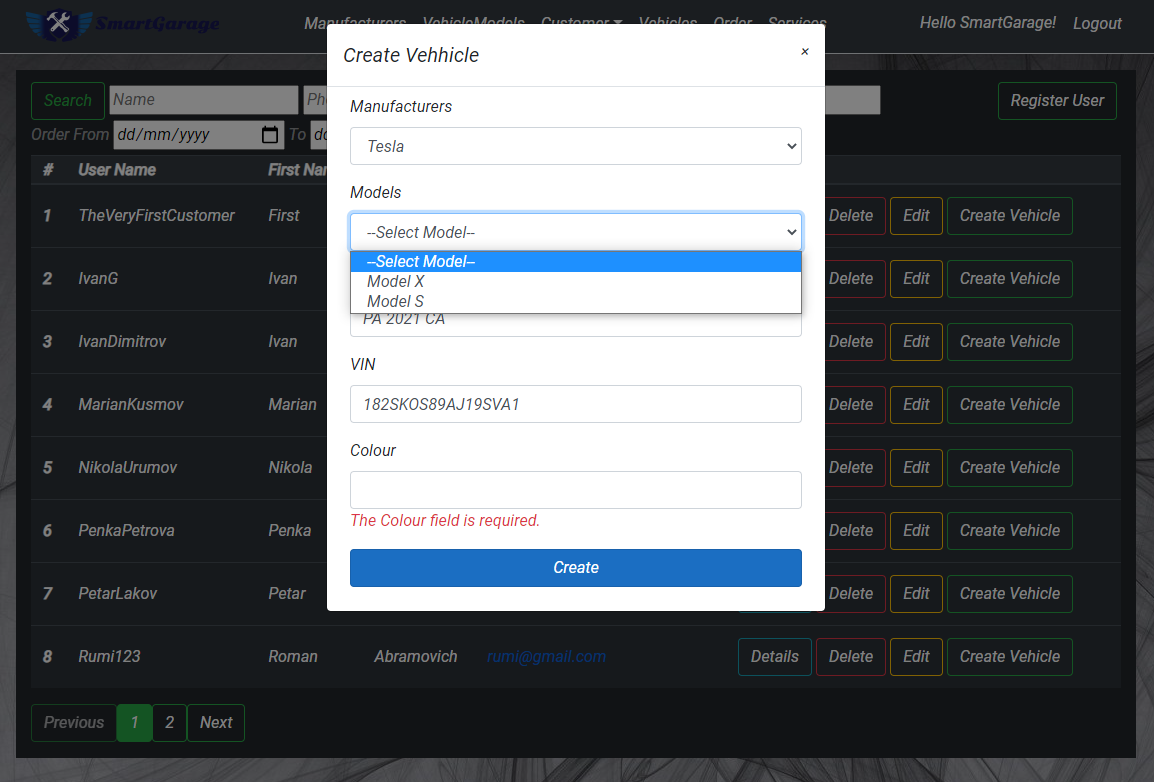 SmartGarage Manufacturers VehicleModels Customer Vehicles Order Services Hello SmartGarage! Logout
Create Vehhicle ×
Search Name Register User
Order From dd/mm/yyyy To
# User Name First
Manufacturers
Tesla
Models
--Select Model--
--Select Model--
Model X
Model S
PA 2021 CA
VIN
182SKOS89AJ19SVA1
Colour
The Colour field is required.
Create
1 TheVeryFirstCustomer First Delete Edit Create Vehicle
2 IvanG Ivan Delete Edit Create Vehicle
3 IvanDimitrov Ivan Delete Edit Create Vehicle
4 MarianKusmov Marian Delete Edit Create Vehicle
5 NikolaUrumov Nikola Delete Edit Create Vehicle
6 PenkaPetrova Penka Delete Edit Create Vehicle
7 PetarLakov Petar Delete Edit Create Vehicle
8 Rumi123 Roman Abramovich rumi@gmail.com Details Delete Edit Create Vehicle
Previous 1 2 Next